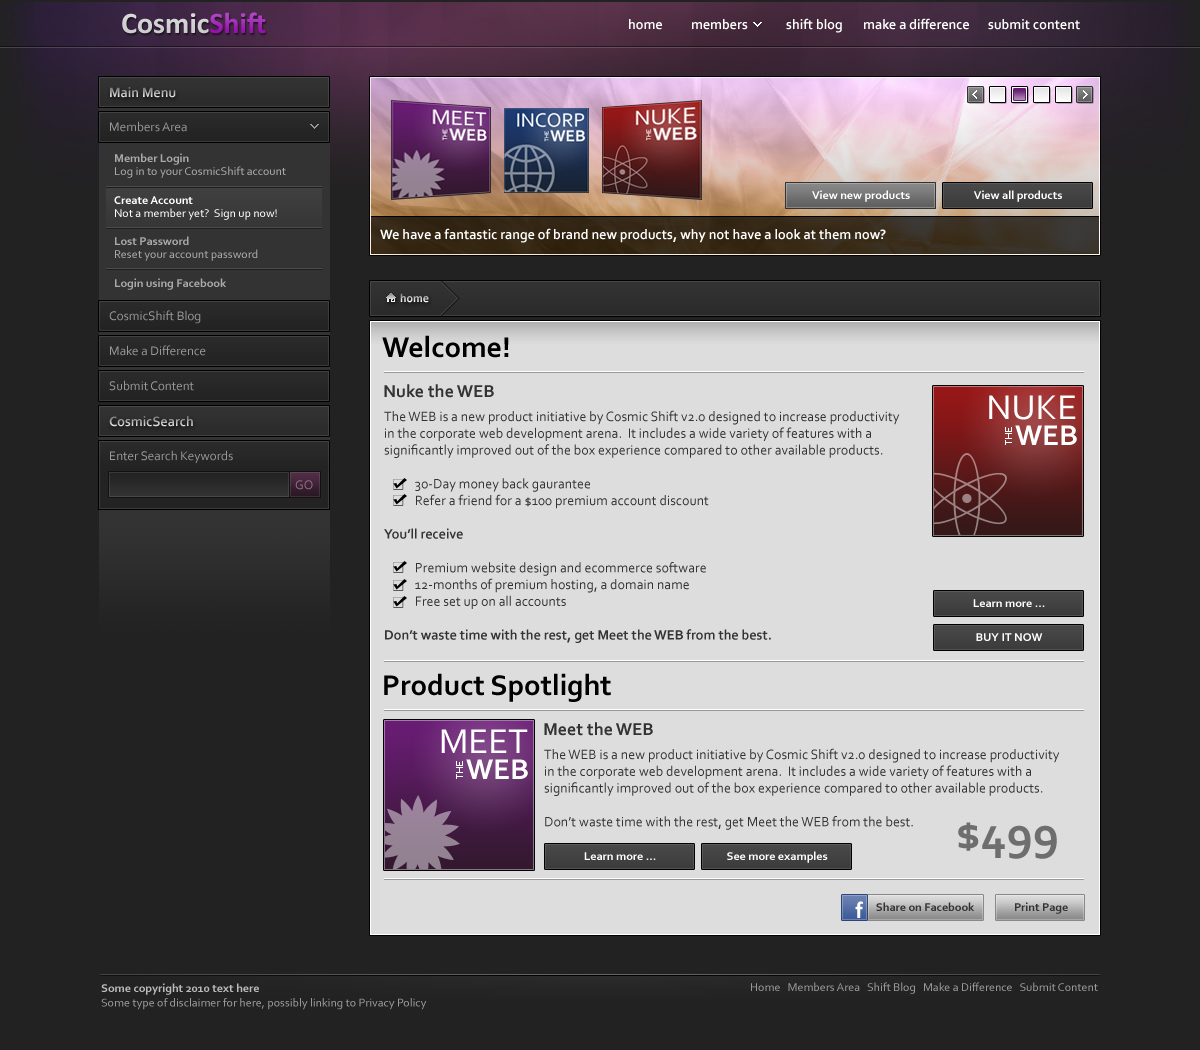 CosmicShift
home members shift blog make a difference submit content
Main Menu
Members Area
Member Login
Log in to your CosmicShift account
Create Account
Not a member yet?  Sign up now!
Lost Password
Reset your account password
Login using Facebook
CosmicShift Blog
Make a Difference
Submit Content
CosmicSearch
Enter Search Keywords
GO
MEET
THE WEB
INCORP
THE WEB
NUKE
THE WEB
View new products
View all products
We have a fantastic range of brand new products, why not have a look at them now?
home
Welcome!
Nuke the WEB
The WEB is a new product initiative by Cosmic Shift v2.0 designed to increase productivity
in the corporate web development arena.  It includes a wide variety of features with a
significantly improved out of the box experience compared to other available products.
30-Day money back gaurantee
Refer a friend for a $100 premium account discount
You'll receive
Premium website design and ecommerce software
12-months of premium hosting, a domain name
Free set up on all accounts
Don't waste time with the rest, get Meet the WEB from the best.
NUKE
THE WEB
Learn more ...
BUY IT NOW
Product Spotlight
MEET
THE WEB
Meet the WEB
The WEB is a new product initiative by Cosmic Shift v2.0 designed to increase productivity
in the corporate web development arena.  It includes a wide variety of features with a
significantly improved out of the box experience compared to other available products.
Don't waste time with the rest, get Meet the WEB from the best.
$499
Learn more ...
See more examples
f Share on Facebook
Print Page
Some copyright 2010 text here
Some type of disclaimer for here, possibly linking to Privacy Policy
Home Members Area Shift Blog Make a Difference Submit Content